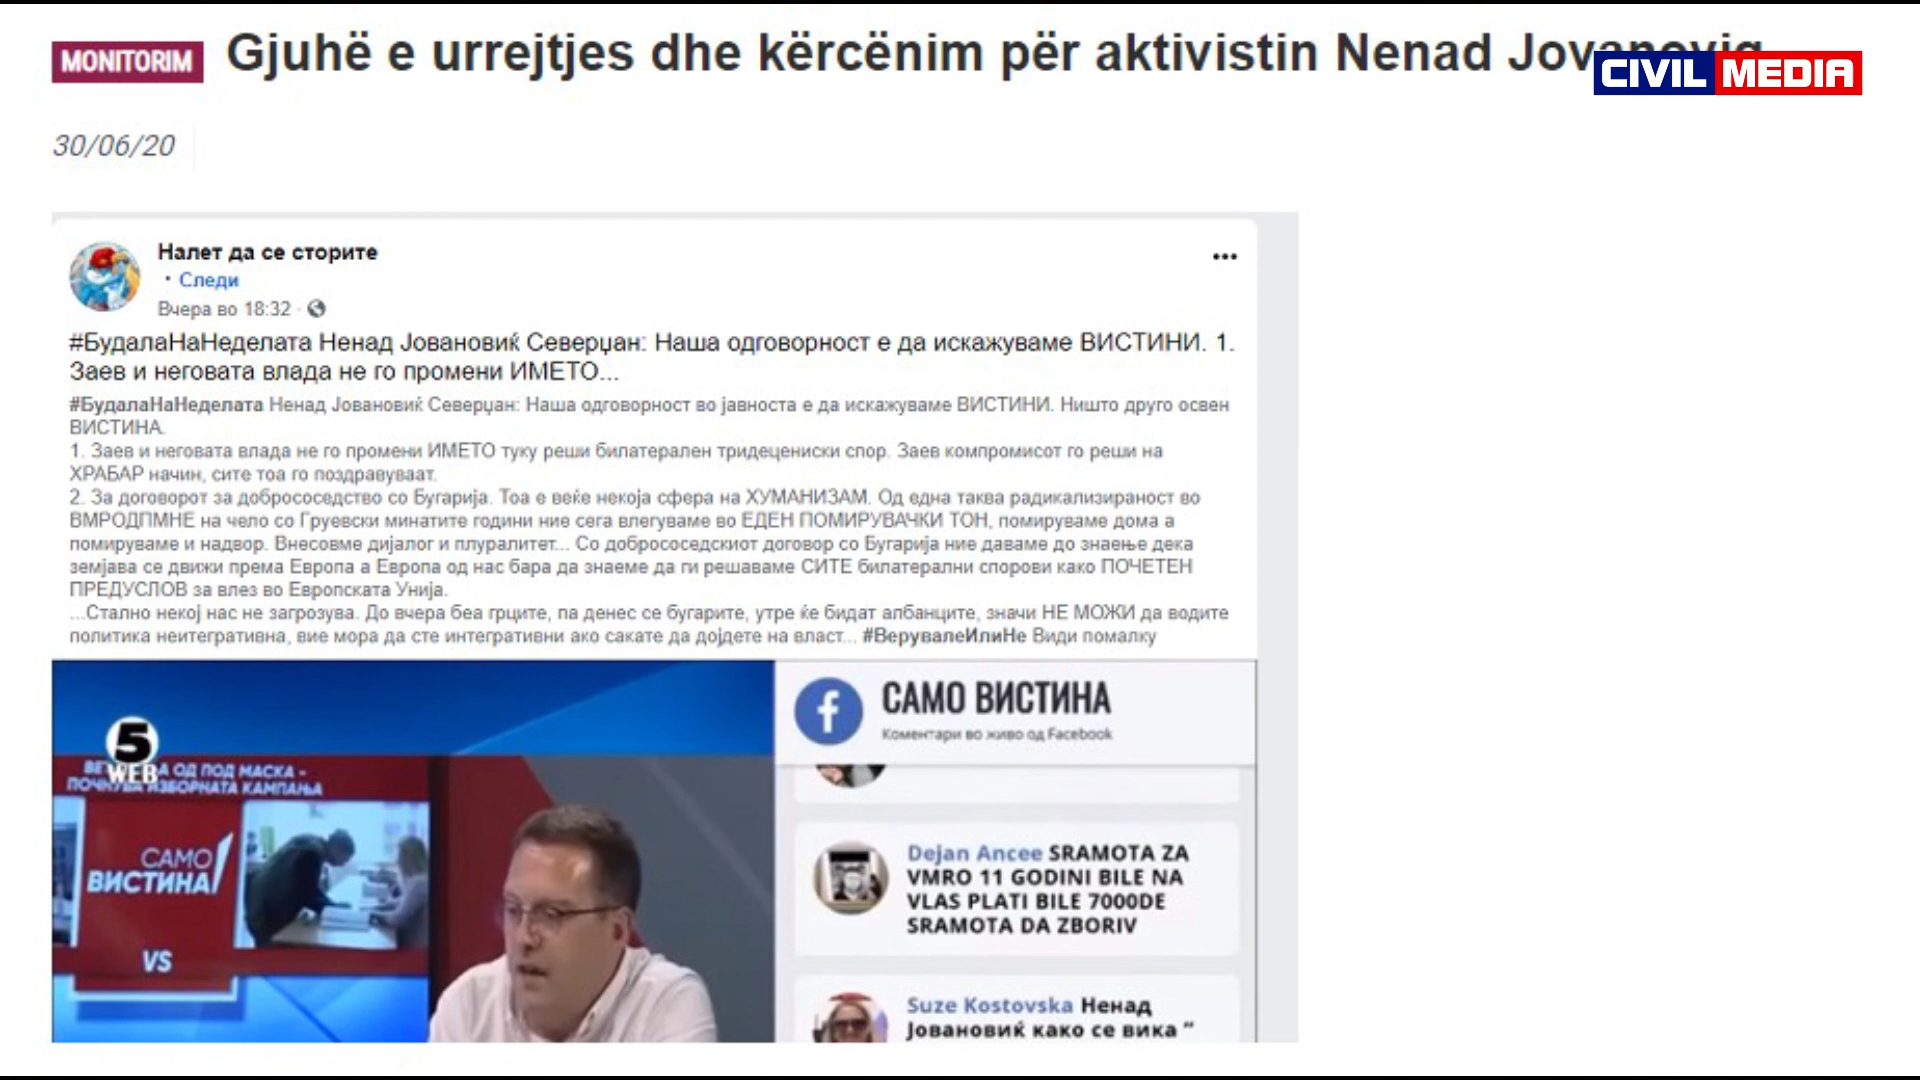 MONITORIM Gjuhë e urrejtjes dhe kërcënim për aktivistin Nenad Jovanoviq
CIVIL MEDIA
30/06/20
Налет да се сторите
· Следи
Вчера во 18:32 ·
#БудалаНаНеделата Ненад Јовановиќ Северџан: Наша одговорност е да искажуваме ВИСТИНИ. 1.
Заев и неговата влада не го промени ИМЕТО...
#БудалаНаНеделата Ненад Јовановиќ Северџан: Наша одговорност во јавноста е да искажуваме ВИСТИНИ. Ништо друго освен
ВИСТИНА.
1. Заев и неговата влада не го промени ИМЕТО туку реши билатерален тридецениски спор. Заев компромисот го реши на
ХРАБАР начин, сите тоа го поздравуваат.
2. За договорот за добрососедство со Бугарија. Тоа е веќе некоја сфера на ХУМАНИЗАМ. Од една таква радикализираност во
ВМРОДПМНЕ на чело со Груевски минатите години ние сега влегуваме во ЕДЕН ПОМИРУВАЧКИ ТОН, помируваме дома а
помируваме и надвор. Внесовме дијалог и плуралитет... Со добрососедскиот договор со Бугарија ние даваме до знаење дека
земјава се движи према Европа а Европа од нас бара да знаеме да ги решаваме СИТЕ билатерални спорови како ПОЧЕТЕН
ПРЕДУСЛОВ за влез во Европската Унија.
...Стално некој нас не загрозува. До вчера беа грците, па денес се бугарите, утре ќе бидат албанците, значи НЕ МОЖИ да водите
политика неитегративна, вие мора да сте интегративни ако сакате да дојдете на власт... #ВерувалеИлиНе Види помалку
5
WEB
А ОД ПОД МАСКА -
ИЗБОРНАТА КАМПАЊА
САМО
ВИСТИНА
VS
САМО ВИСТИНА
Коментари во живо од Facebook
Dejan Ancee SRAMOTA ZA
VMRO 11 GODINI BILE NA
VLAS PLATI BILE 7000DE
SRAMOTA DA ZBORIV
Suze Kostovska Ненад
Јовановиќ како се вика “